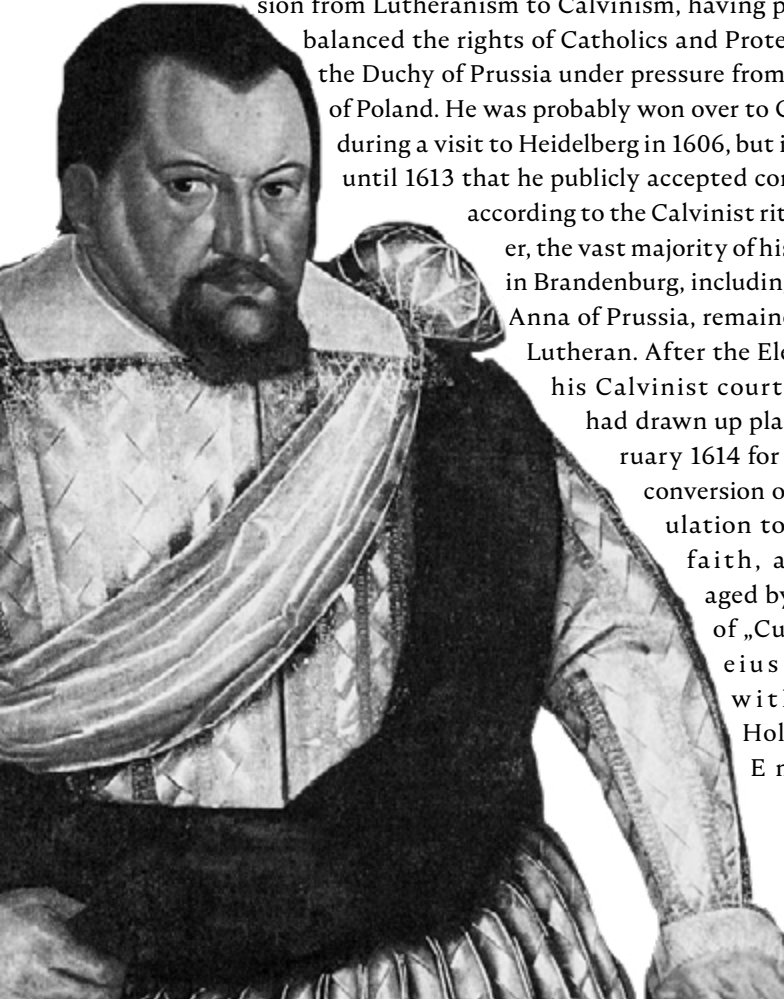 sion from Lutheranism to Calvinism, having p
balanced the rights of Catholics and Prote
the Duchy of Prussia under pressure from
of Poland. He was probably won over to C
during a visit to Heidelberg in 1606, but i
until 1613 that he publicly accepted co
according to the Calvinist rit
er, the vast majority of his
in Brandenburg, includin
Anna of Prussia, remaine
Lutheran. After the Ele
his Calvinist court
had drawn up pla
ruary 1614 for
conversion o
ulation to
faith, a
aged by
of „Cu
eius
with
Hol
E